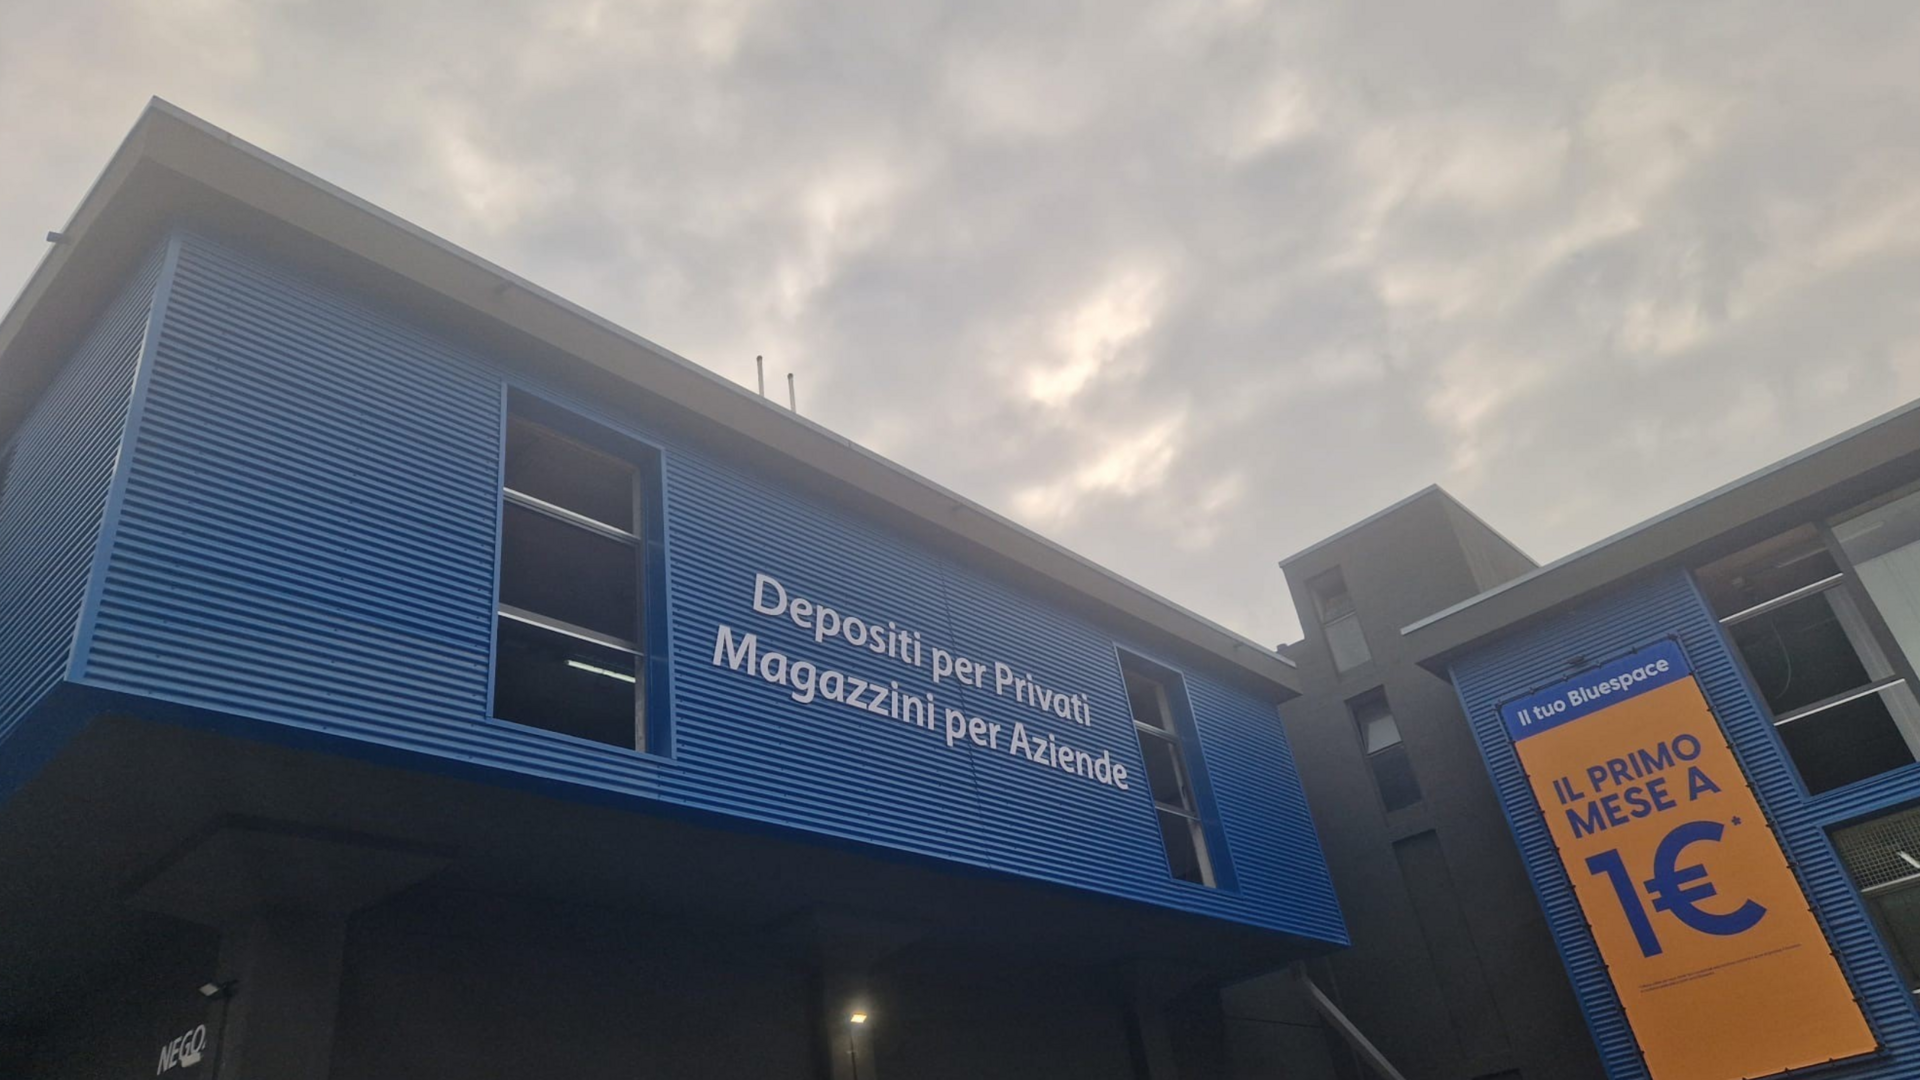 Depositi per Privati
Magazzini per Aziende
Il tuo Bluespace
IL PRIMO
MESE A
1€*
NEGO